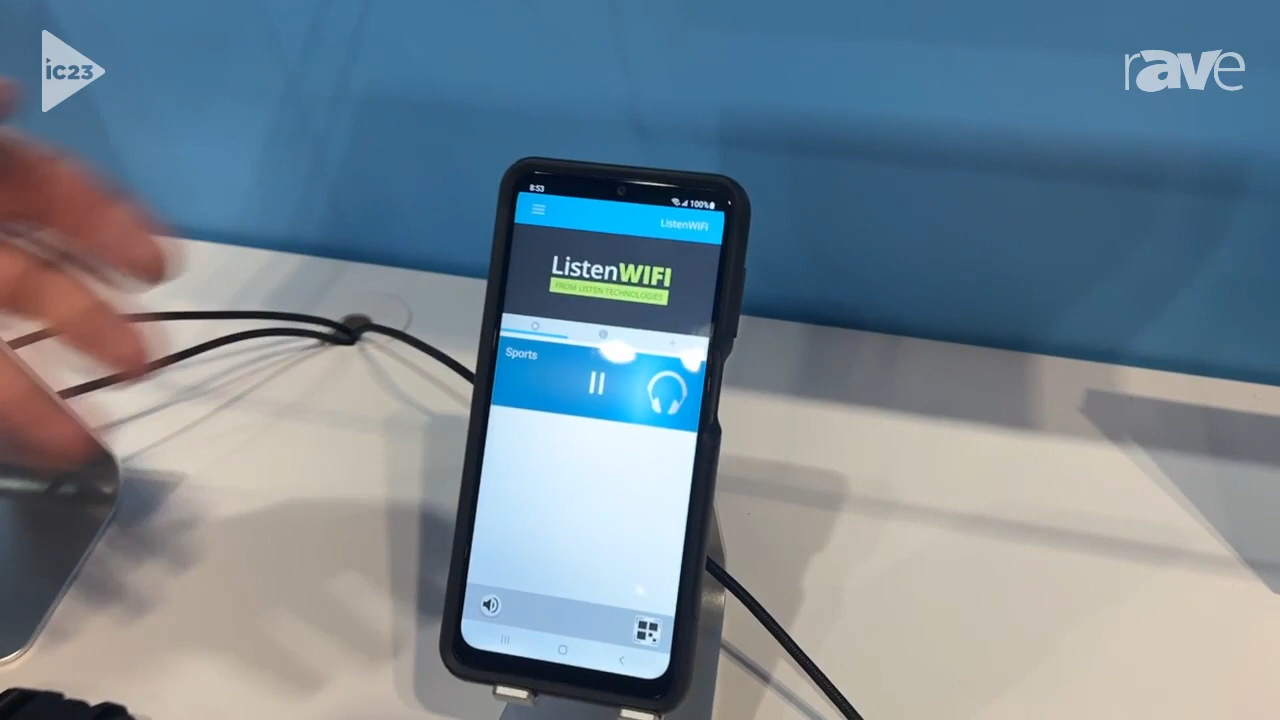 ic23
rAVe
8:53
100%
ListenWIFI
ListenWIFI
FROM LISTEN TECHNOLOGIES
Sports